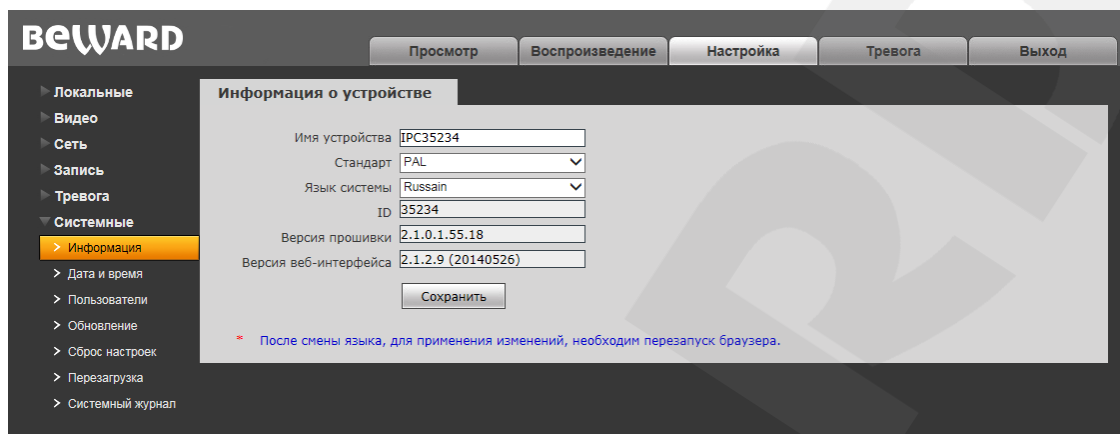 BEWARD
Просмотр
Воспроизведение
Настройка
Тревога
Выход
Локальные
Видео
Сеть
Запись
Тревога
Системные
Информация
Дата и время
Пользователи
Обновление
Сброс настроек
Перезагрузка
Системный журнал
Информация о устройстве
Имя устройства IPC35234
Стандарт PAL
Язык системы Russain
ID 35234
Версия прошивки 2.1.0.1.55.18
Версия веб-интерфейса 2.1.2.9 (20140526)
Сохранить
* После смены языка, для применения изменений, необходим перезапуск браузера.